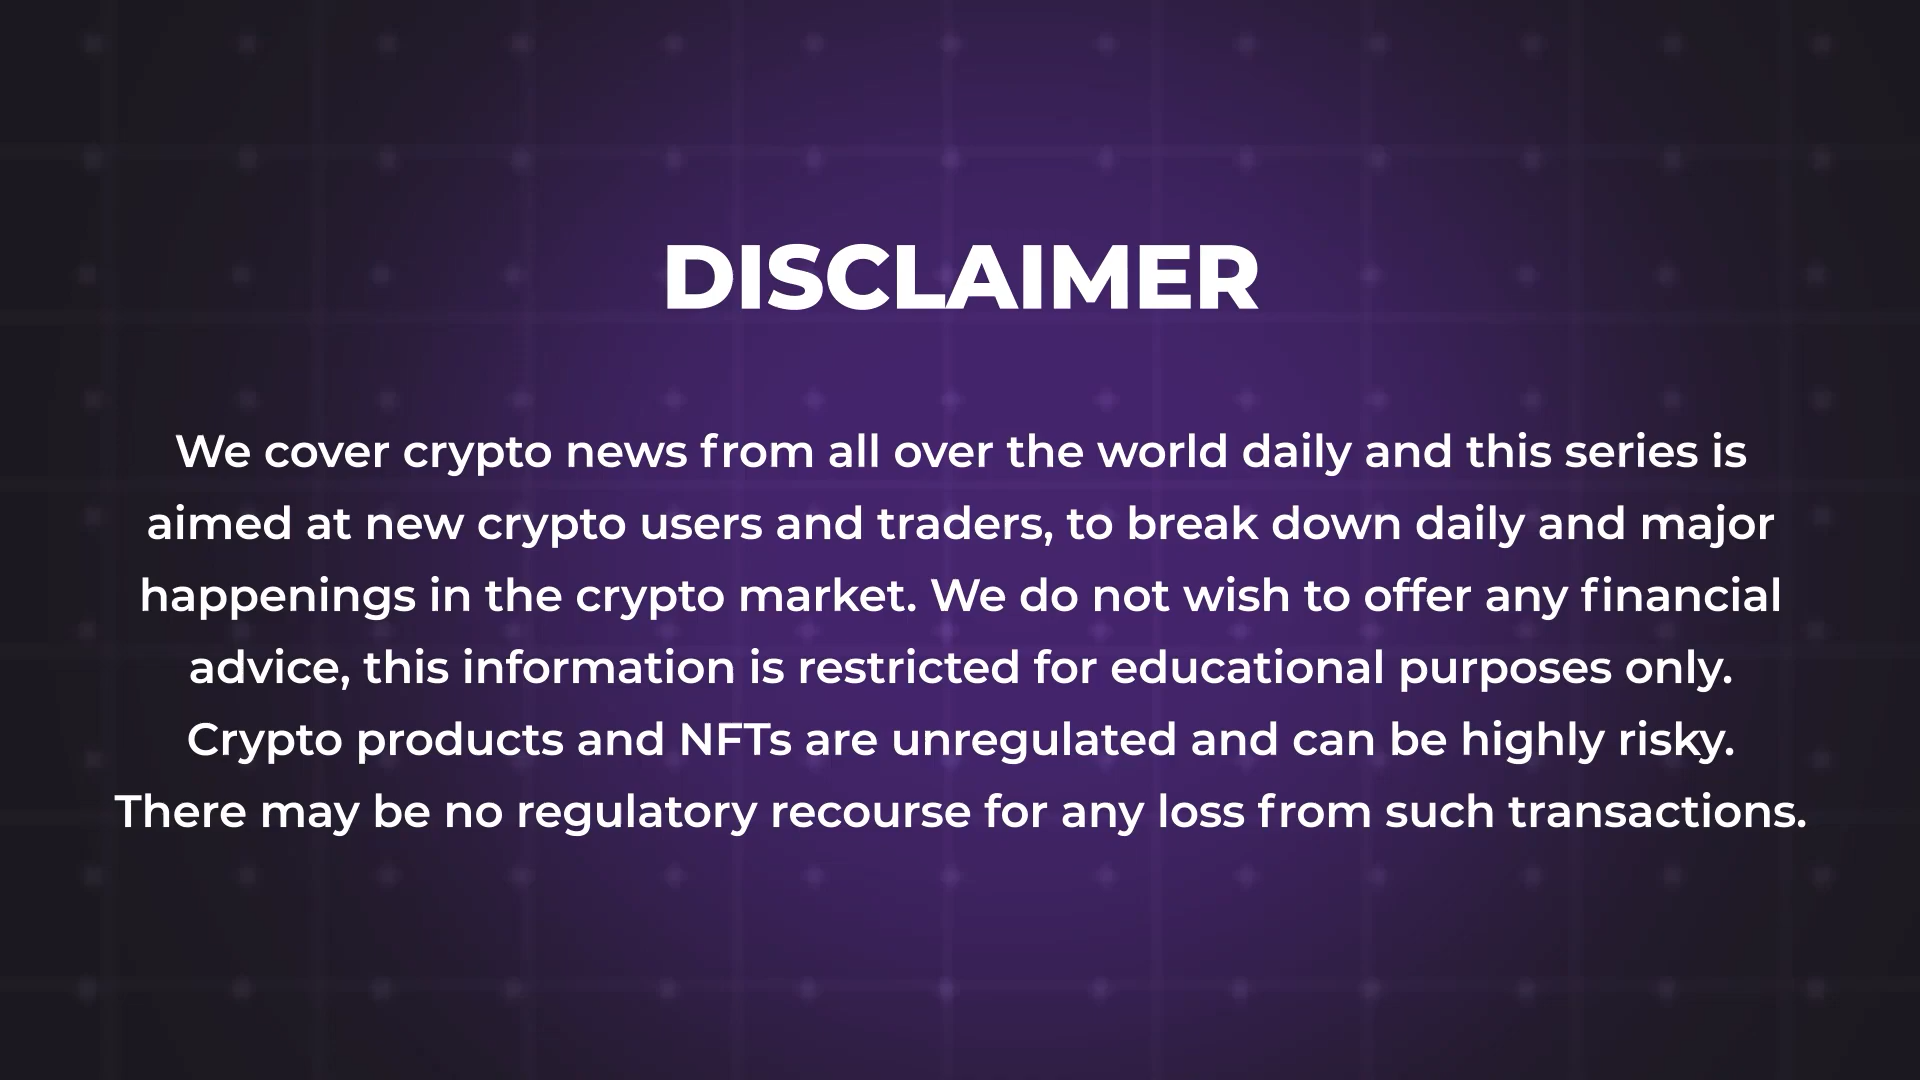 DISCLAIMER
We cover crypto news from all over the world daily and this series is
aimed at new crypto users and traders, to break down daily and major
happenings in the crypto market. We do not wish to offer any financial
advice, this information is restricted for educational purposes only.
Crypto products and NFTs are unregulated and can be highly risky.
There may be no regulatory recourse for any loss from such transactions.